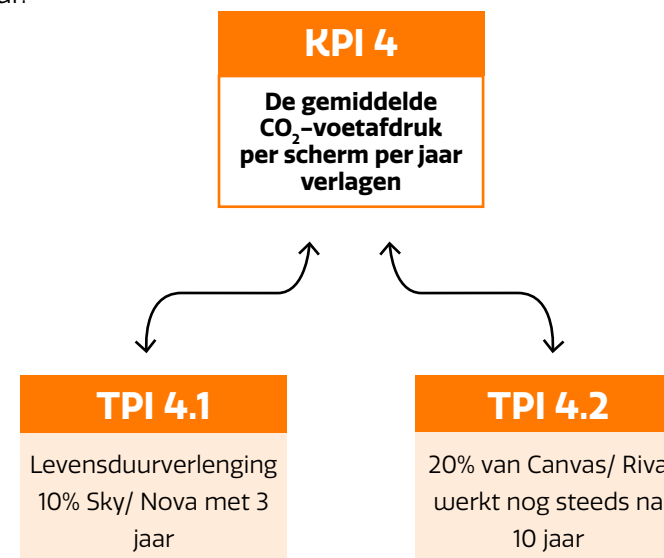 KPI 4
De gemiddelde
CO₂-voetafdruk
per scherm per jaar
verlagen
TPI 4.1
Levensduurverlenging
10% Sky/ Nova met 3
jaar
TPI 4.2
20% van Canvas/ Riva
werkt nog steeds na
10 jaar